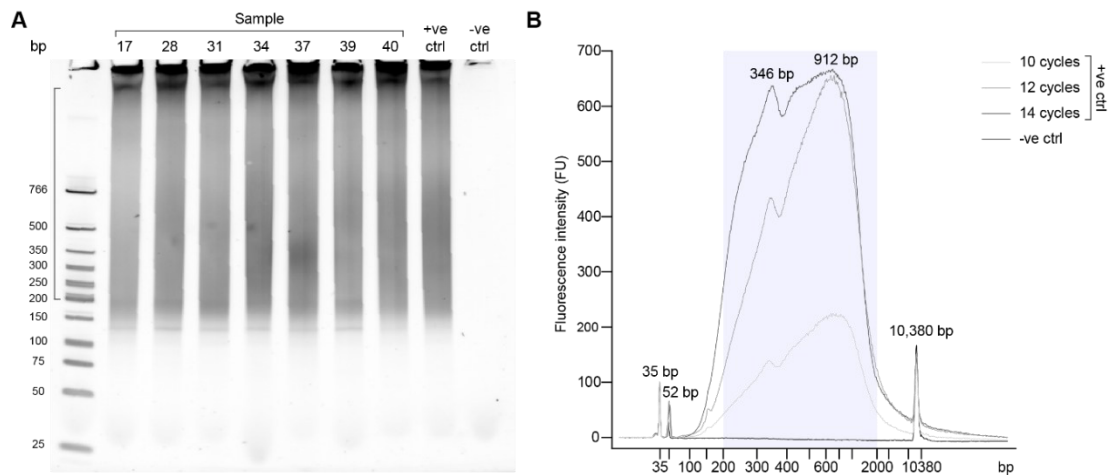 A
Sample
+ve ctrl
-ve ctrl
bp
17 28 31 34 37 39 40
766
500
350
300
250
200
150
100
75
50
25
B
700
600
500
400
300
200
100
0
Fluorescence intensity (FU)
346 bp
912 bp
35 bp
52 bp
10,380 bp
10 cycles
12 cycles
14 cycles
+ve ctrl
-ve ctrl
35 100 200 300 400 600 2000 10380 bp